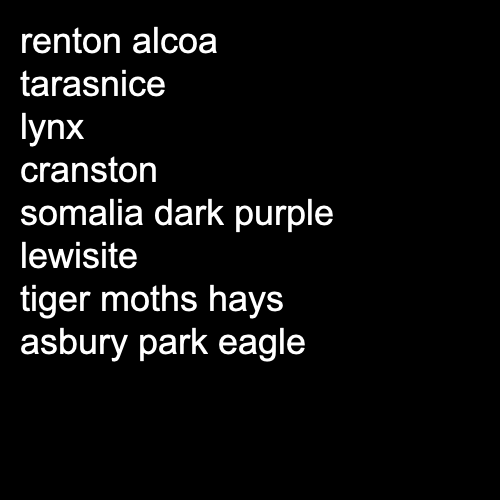 renton alcoa
tarasnice
lynx
cranston
somalia dark purple
lewisite
tiger moths hays
asbury park eagle